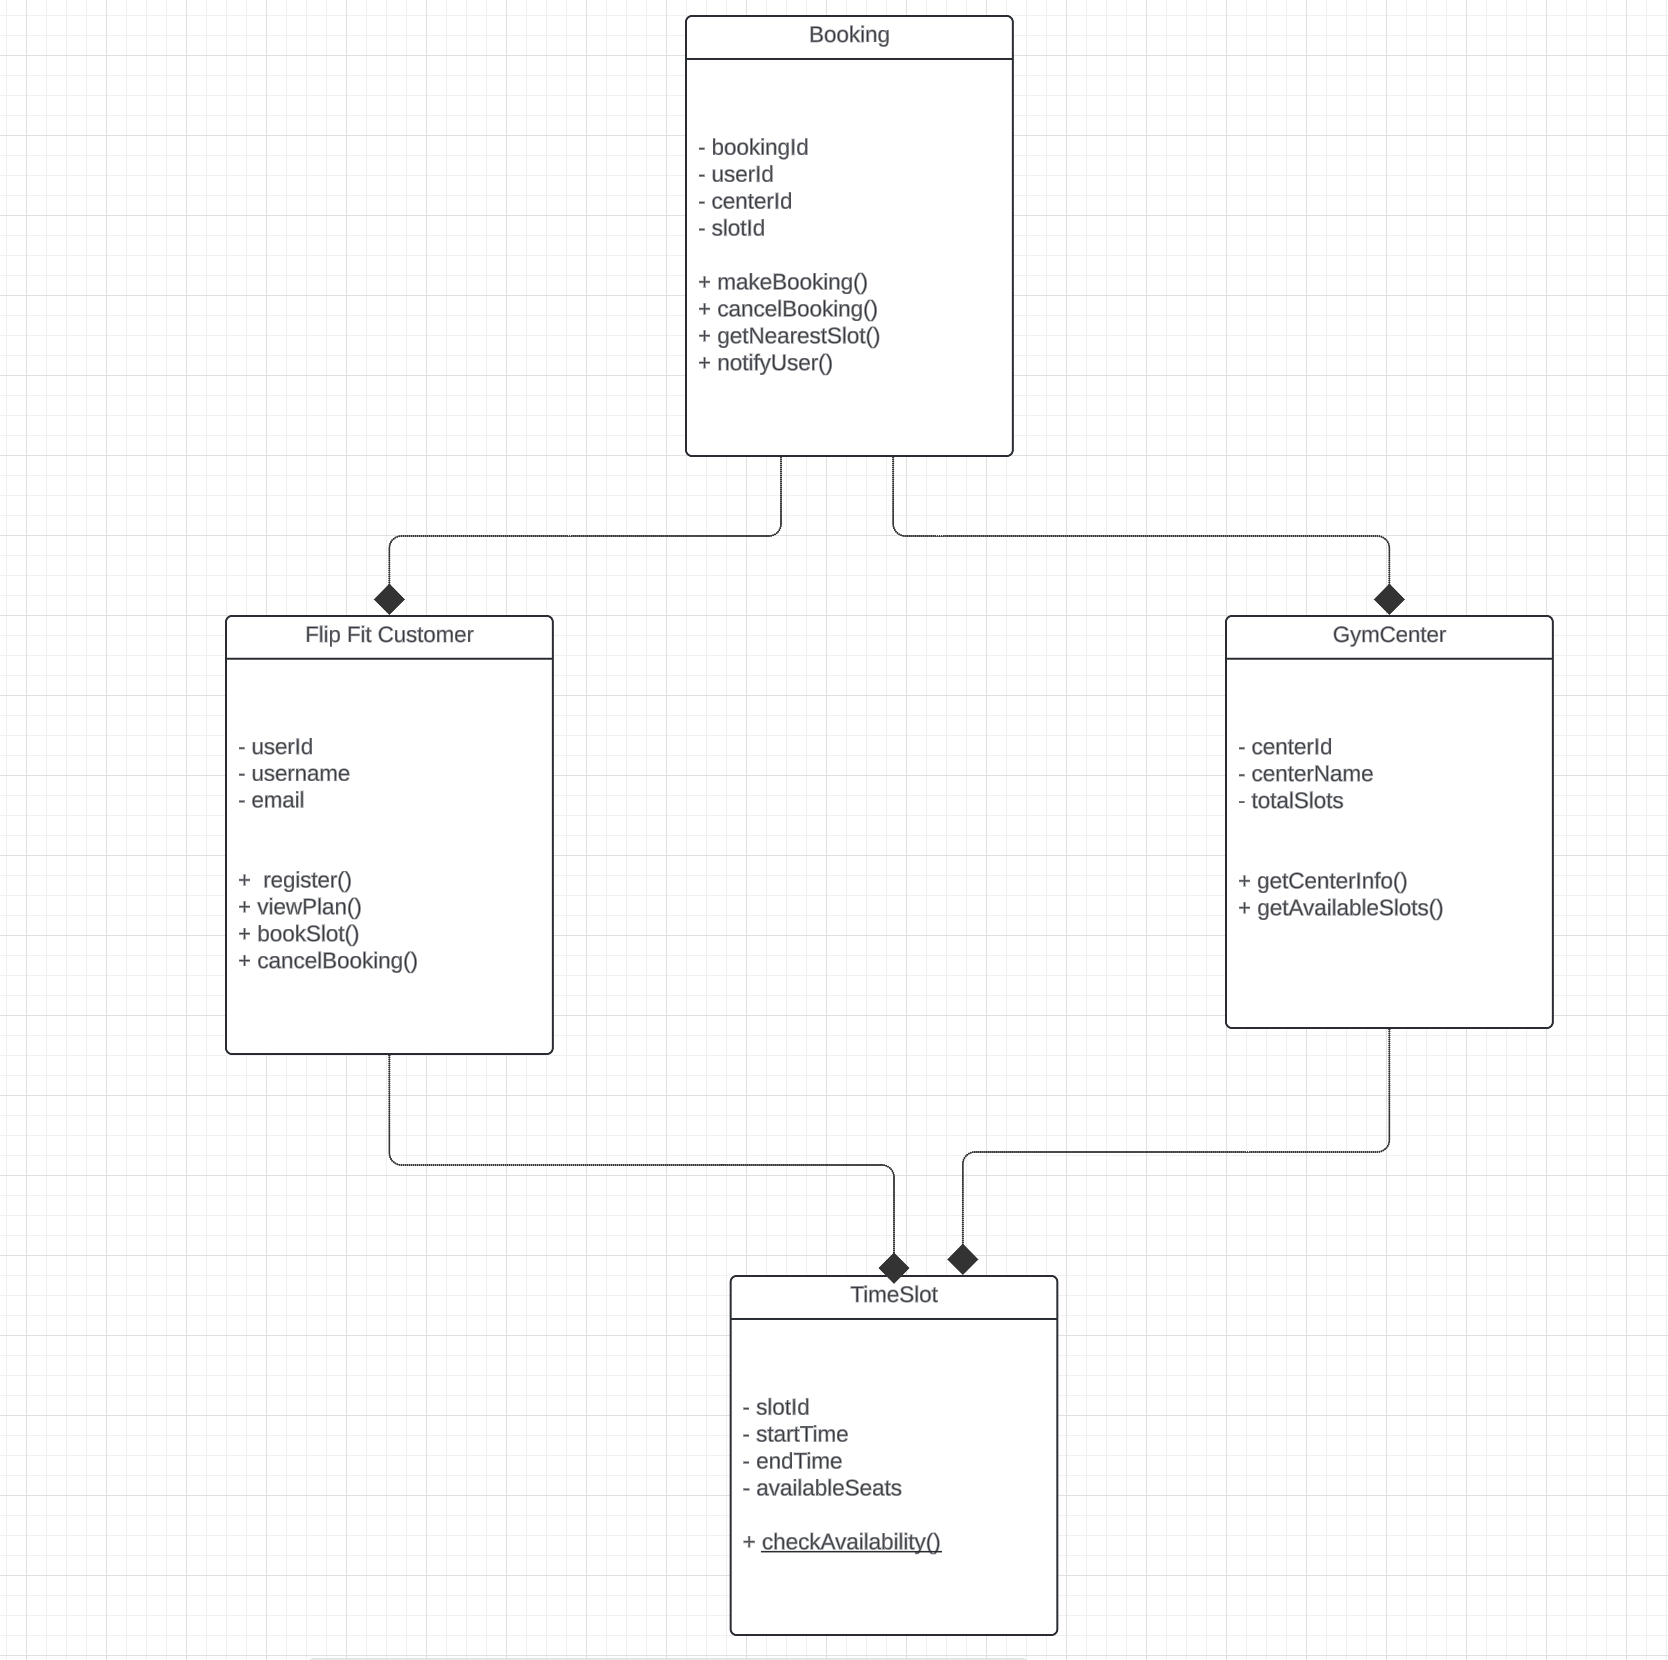 Booking
- bookingId
- userId
- centerId
- slotId
+ makeBooking()
+ cancelBooking()
+ getNearestSlot()
+ notifyUser()
Flip Fit Customer
- userId
- username
- email
+  register()
+ viewPlan()
+ bookSlot()
+ cancelBooking()
GymCenter
- centerId
- centerName
- totalSlots
+ getCenterInfo()
+ getAvailableSlots()
TimeSlot
- slotId
- startTime
- endTime
- availableSeats
+ checkAvailability()